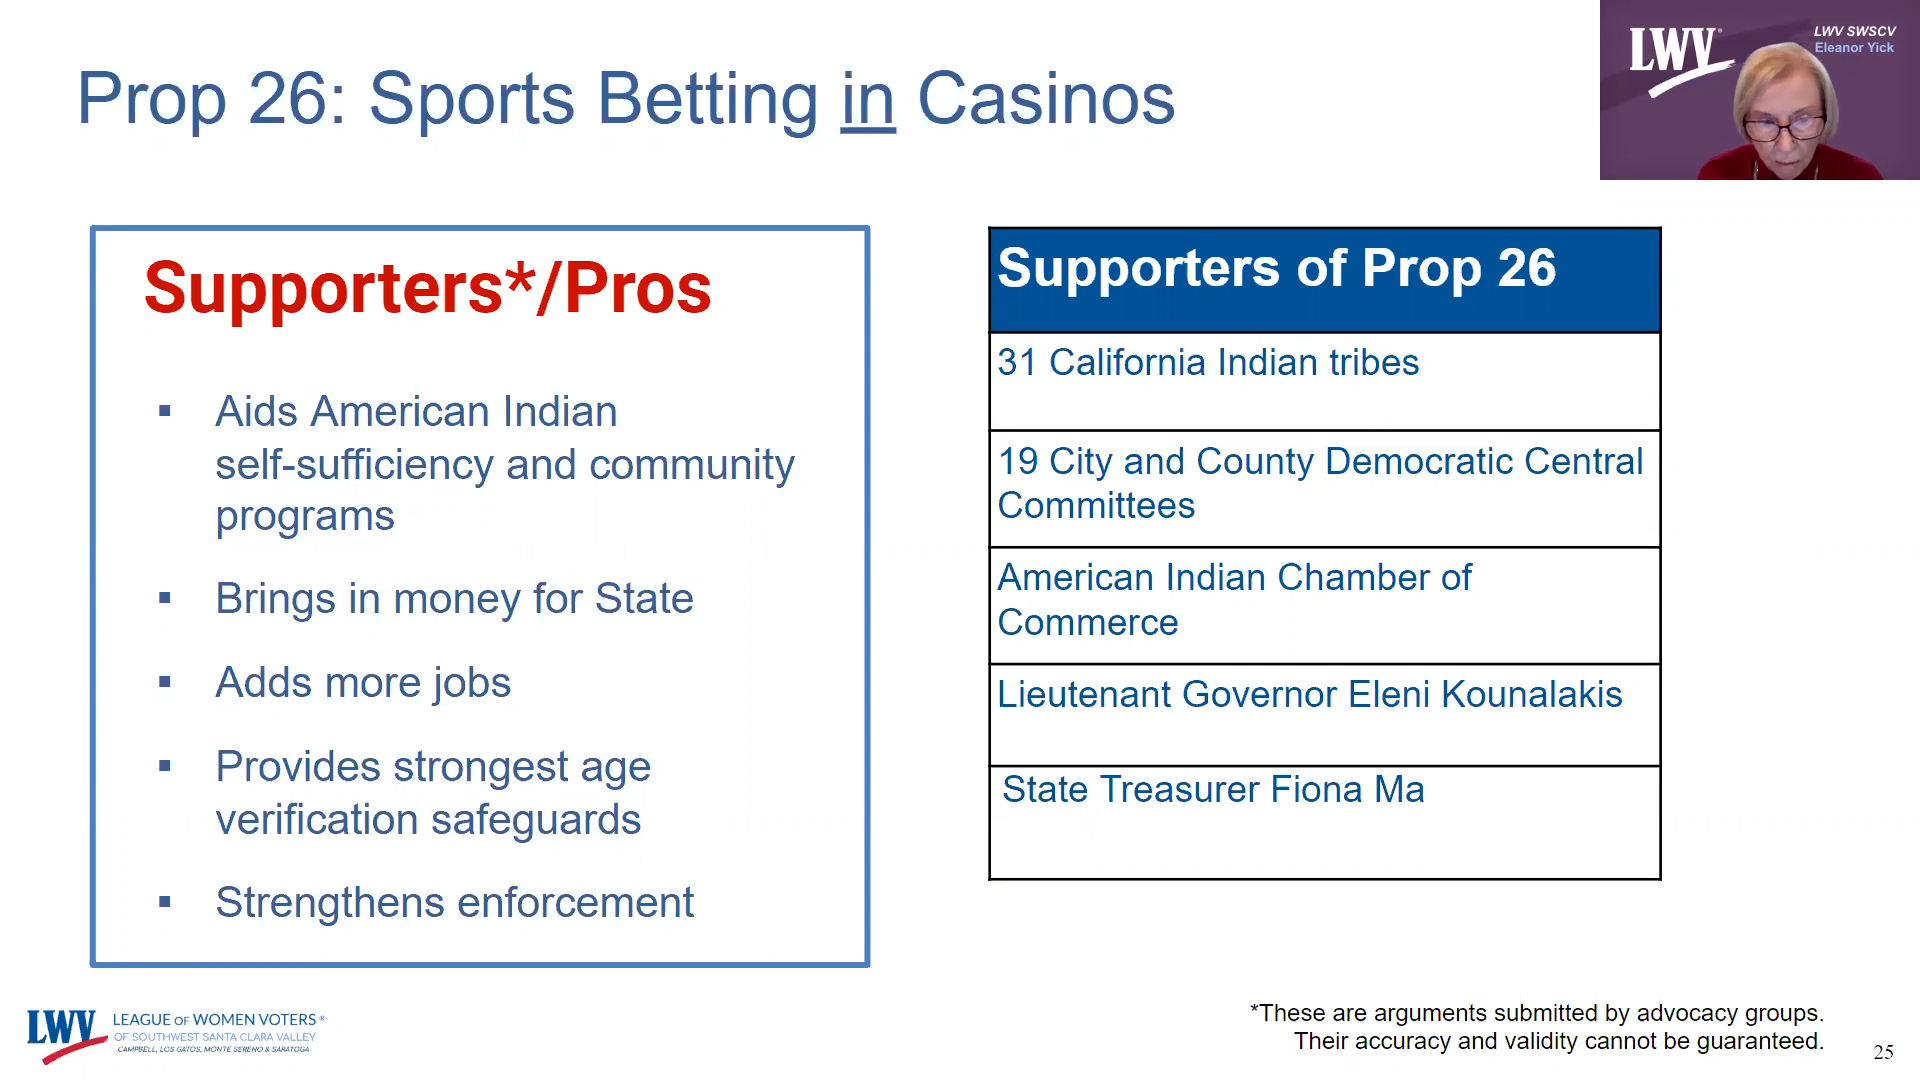 Prop 26: Sports Betting in Casinos
LWV
LWV SWSCV
Eleanor Yick
Supporters*/Pros
▪ Aids American Indian
self-sufficiency and community
programs
▪ Brings in money for State
▪ Adds more jobs
▪ Provides strongest age
verification safeguards
▪ Strengthens enforcement
Supporters of Prop 26
31 California Indian tribes
19 City and County Democratic Central
Committees
American Indian Chamber of
Commerce
Lieutenant Governor Eleni Kounalakis
State Treasurer Fiona Ma
LWV
LEAGUE OF WOMEN VOTERS®
OF SOUTHWEST SANTA CLARA VALLEY
CAMPBELL, LOS GATOS, MONTE SERENO & SARATOGA
*These are arguments submitted by advocacy groups.
Their accuracy and validity cannot be guaranteed.
25